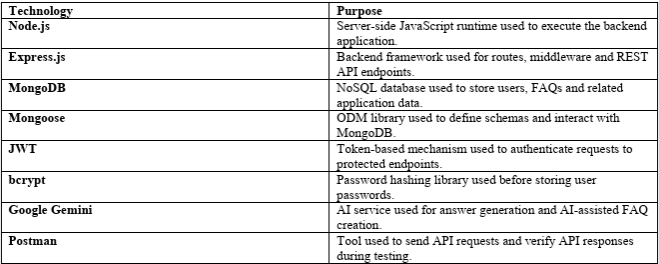 Technology Purpose
Node.js Server-side JavaScript runtime used to execute the backend
application.
Express.js Backend framework used for routes, middleware and REST
API endpoints.
MongoDB NoSQL database used to store users, FAQs and related
application data.
Mongoose ODM library used to define schemas and interact with
MongoDB.
JWT Token-based mechanism used to authenticate requests to
protected endpoints.
bcrypt Password hashing library used before storing user
passwords.
Google Gemini AI service used for answer generation and AI-assisted FAQ
creation.
Postman Tool used to send API requests and verify API responses
during testing.